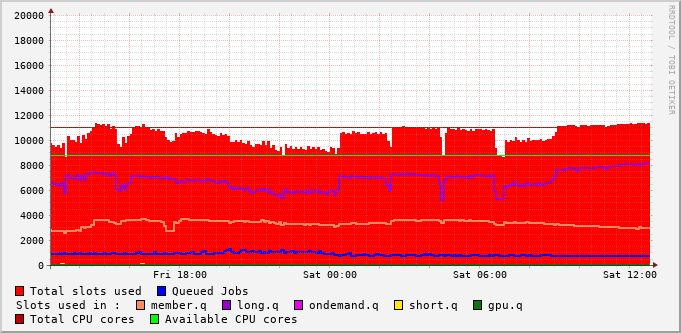 20000
18000
16000
14000
12000
10000
8000
6000
4000
2000
0
Fri 18:00 Sat 00:00 Sat 06:00 Sat 12:00
RRDTOOL / TOBI OETIKER
Total slots used Queued Jobs
Slots used in : member.q long.q ondemand.q short.q gpu.q
Total CPU cores Available CPU cores